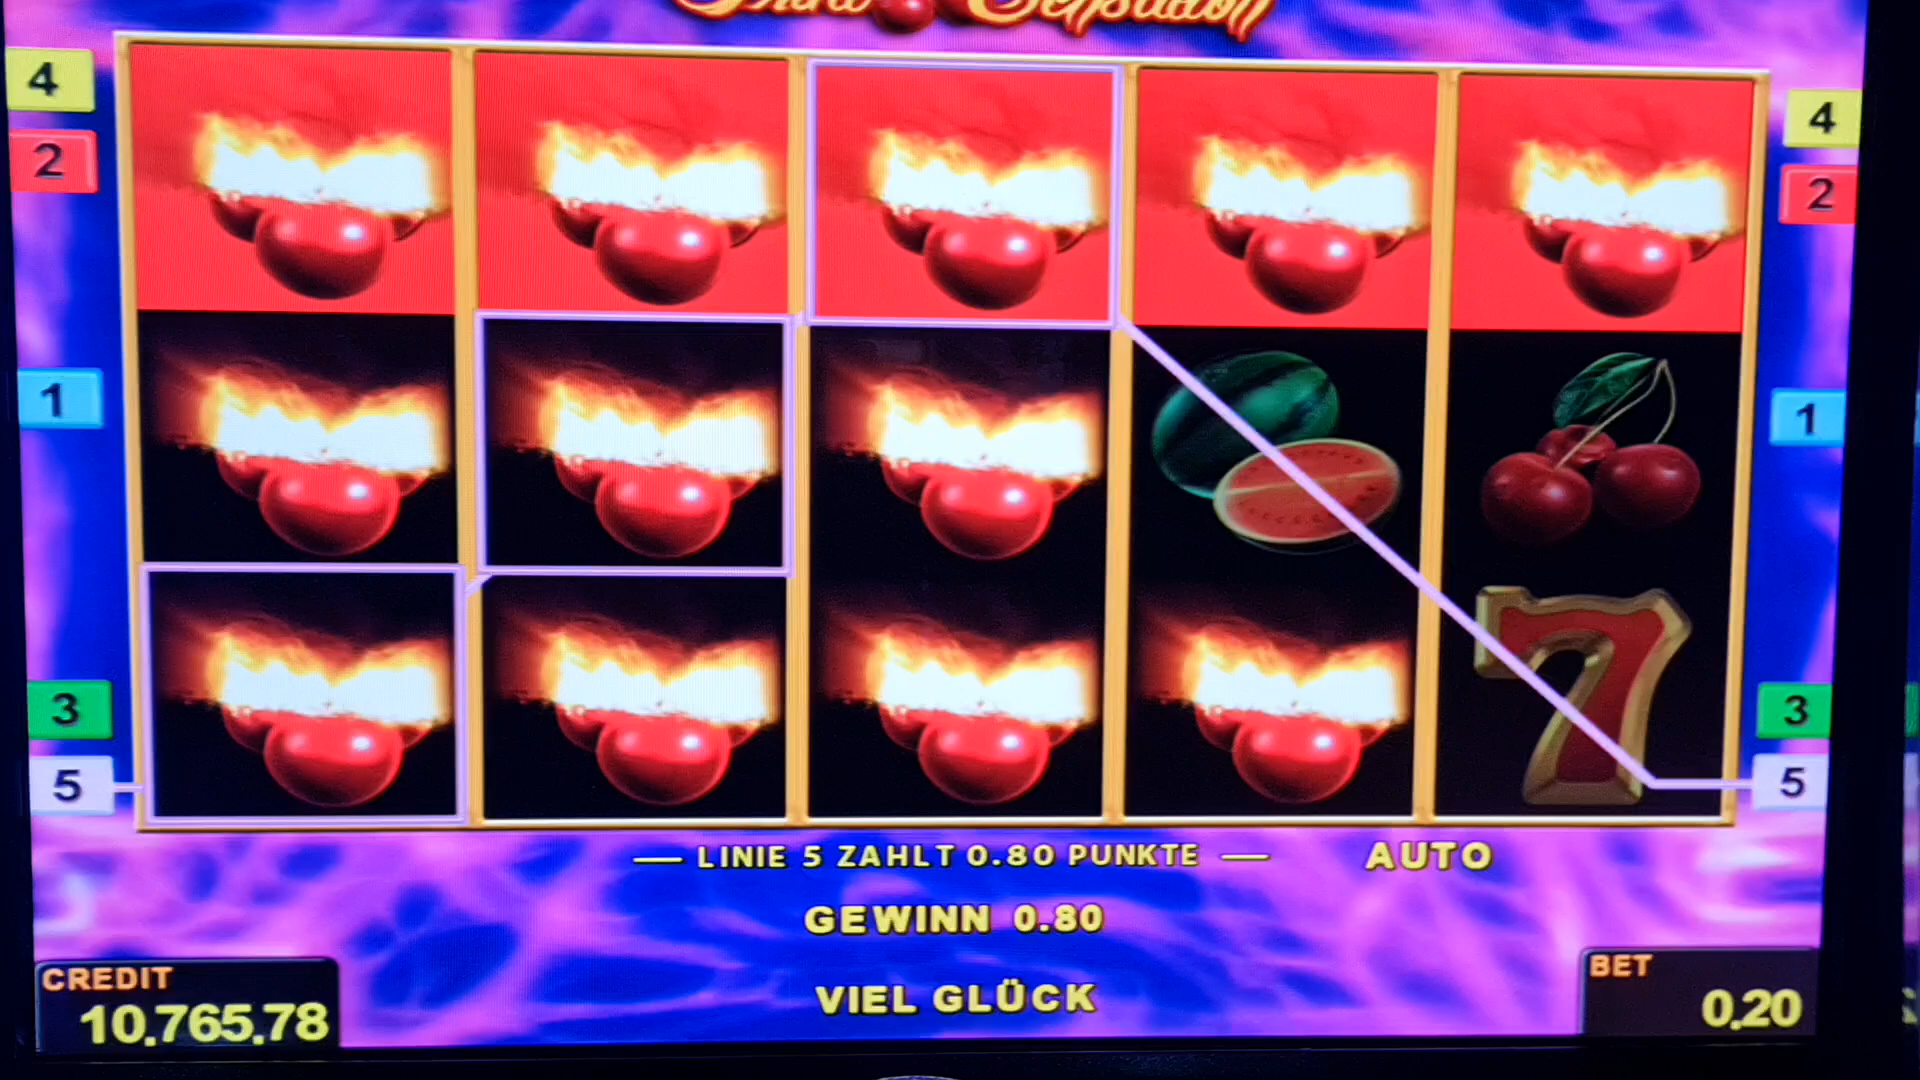 4 4
2 2
1 1
3 3
5 5
— LINIE 5 ZAHLT 0.80 PUNKTE — AUTO
GEWINN 0.80
CREDIT BET
10.765.78 VIEL GLÜCK 0.20